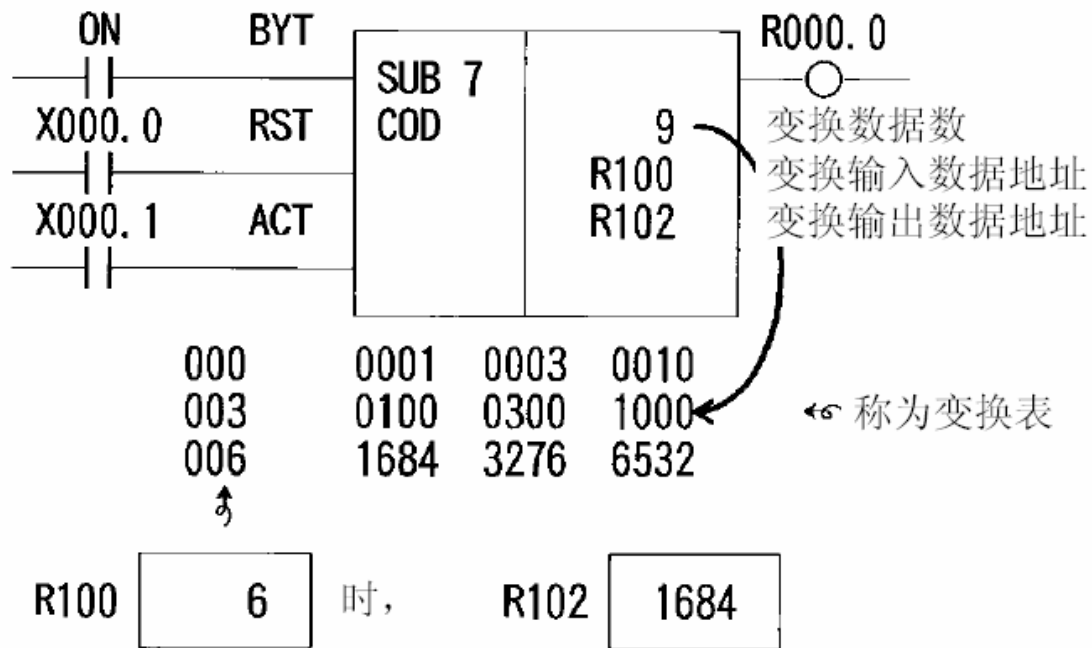 ON BYT R000. 0
SUB 7
X000. 0 RST COD 9 变换数据数
R100 变换输入数据地址
X000. 1 ACT R102 变换输出数据地址
000 0001 0003 0010
003 0100 0300 1000 称为变换表
006 1684 3276 6532
R100 6 时, R102 1684